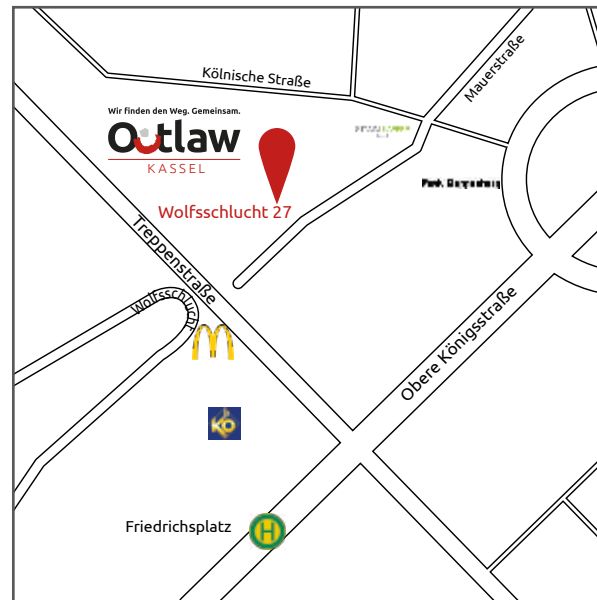 Kölnische Straße
Mauerstraße
Wir finden den Weg. Gemeinsam.
Outlaw
KASSEL
Wolfsschlucht 27
Treppenstraße
Wolfsschlucht
Obere Königsstraße
Friedrichsplatz
H